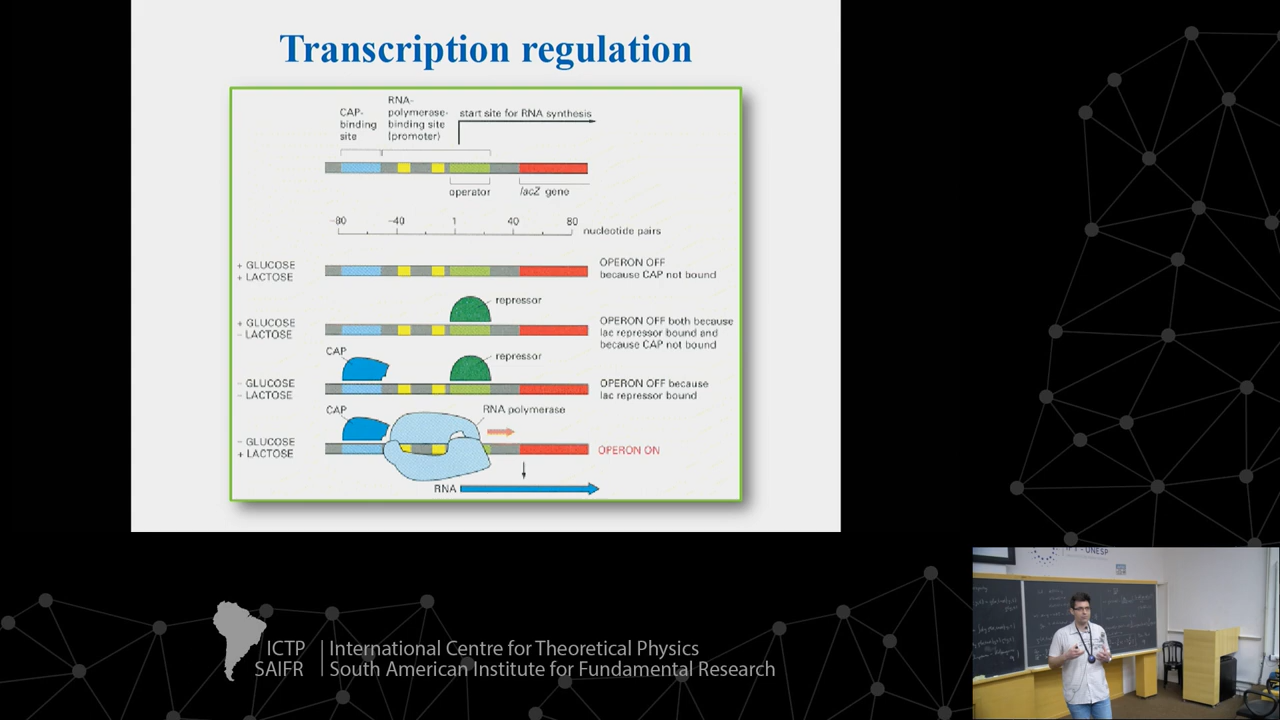 Transcription regulation
CAP-
binding
site
RNA-
polymerase-
binding site
(promoter)
start site for RNA synthesis
operator
lacZ gene
-80
-40
1
40
80
nucleotide pairs
+ GLUCOSE
+ LACTOSE
OPERON OFF
because CAP not bound
repressor
+ GLUCOSE
- LACTOSE
OPERON OFF both because
lac repressor bound and
because CAP not bound
CAP
repressor
- GLUCOSE
- LACTOSE
OPERON OFF because
lac repressor bound
CAP
RNA polymerase
- GLUCOSE
+ LACTOSE
OPERON ON
RNA
IFT - UNESP
ICTP
SAIFR
International Centre for Theoretical Physics
South American Institute for Fundamental Research